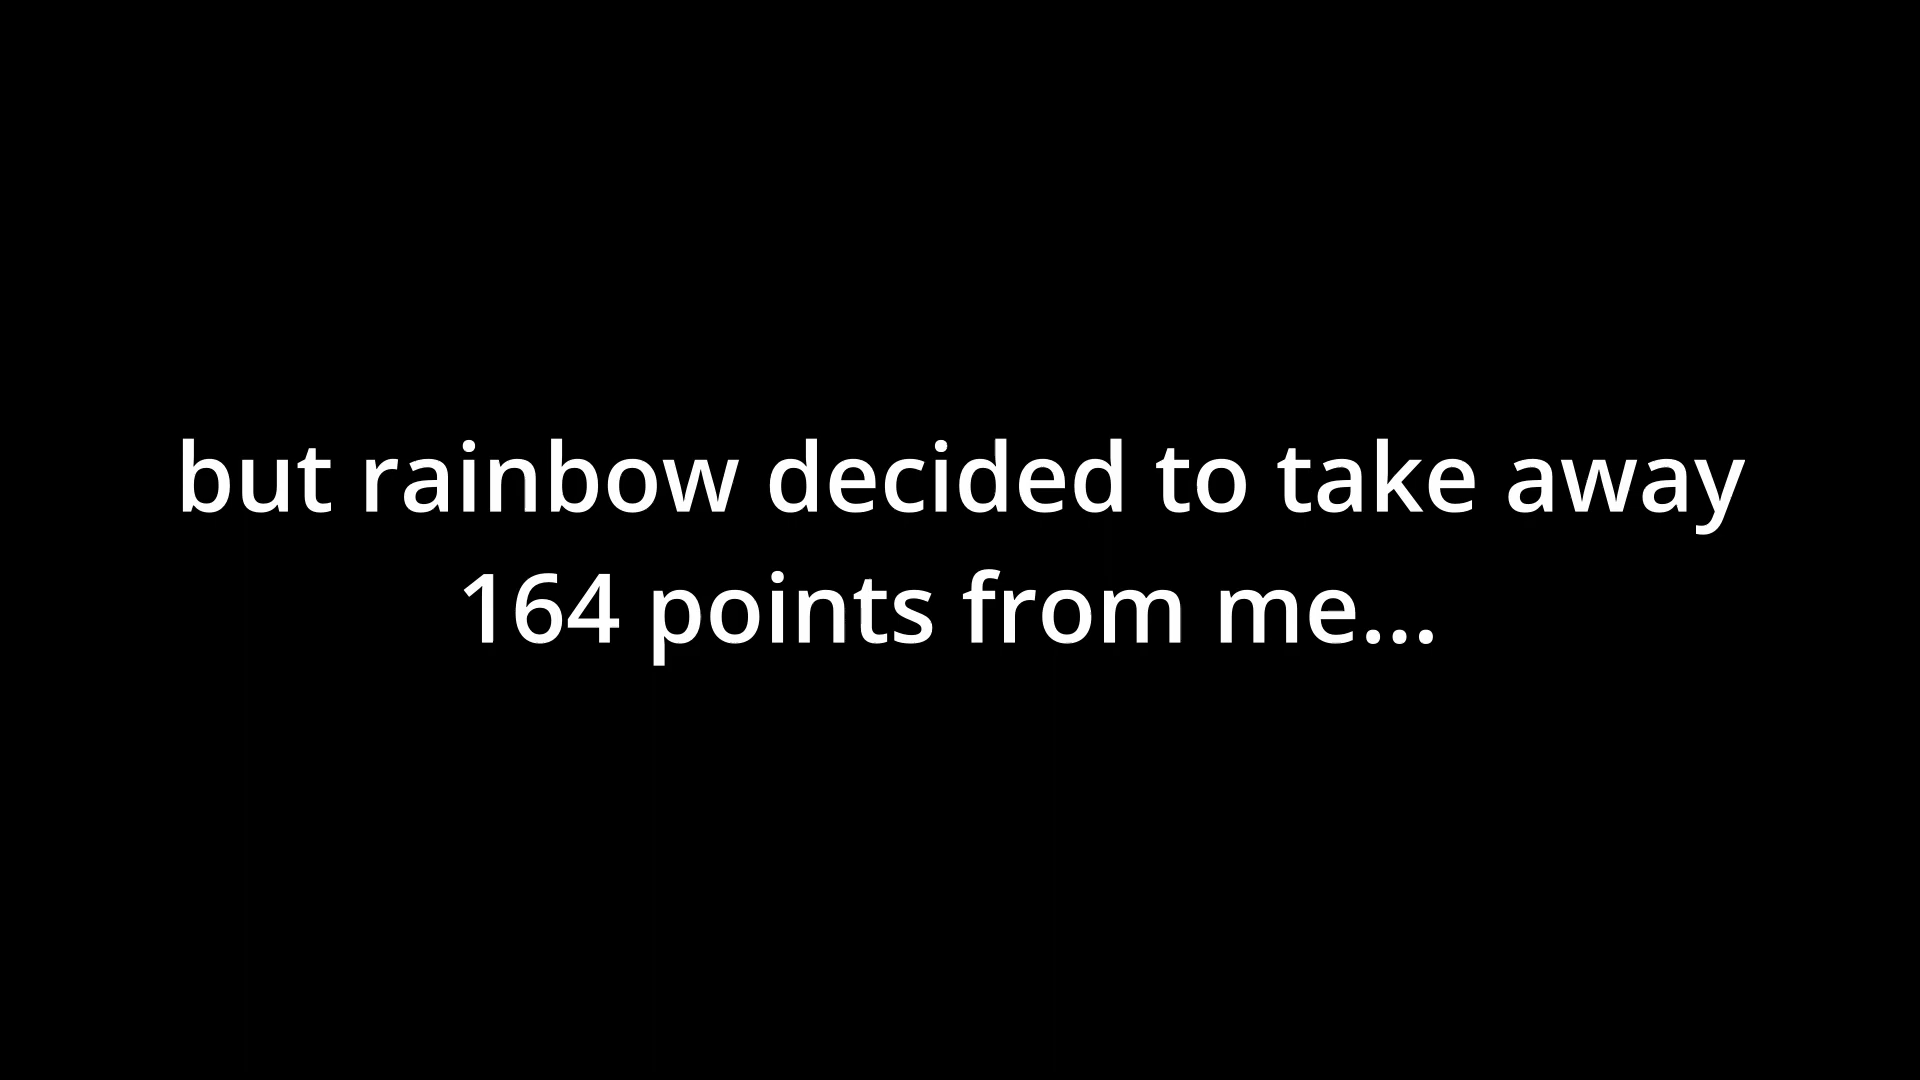 but rainbow decided to take away
164 points from me...